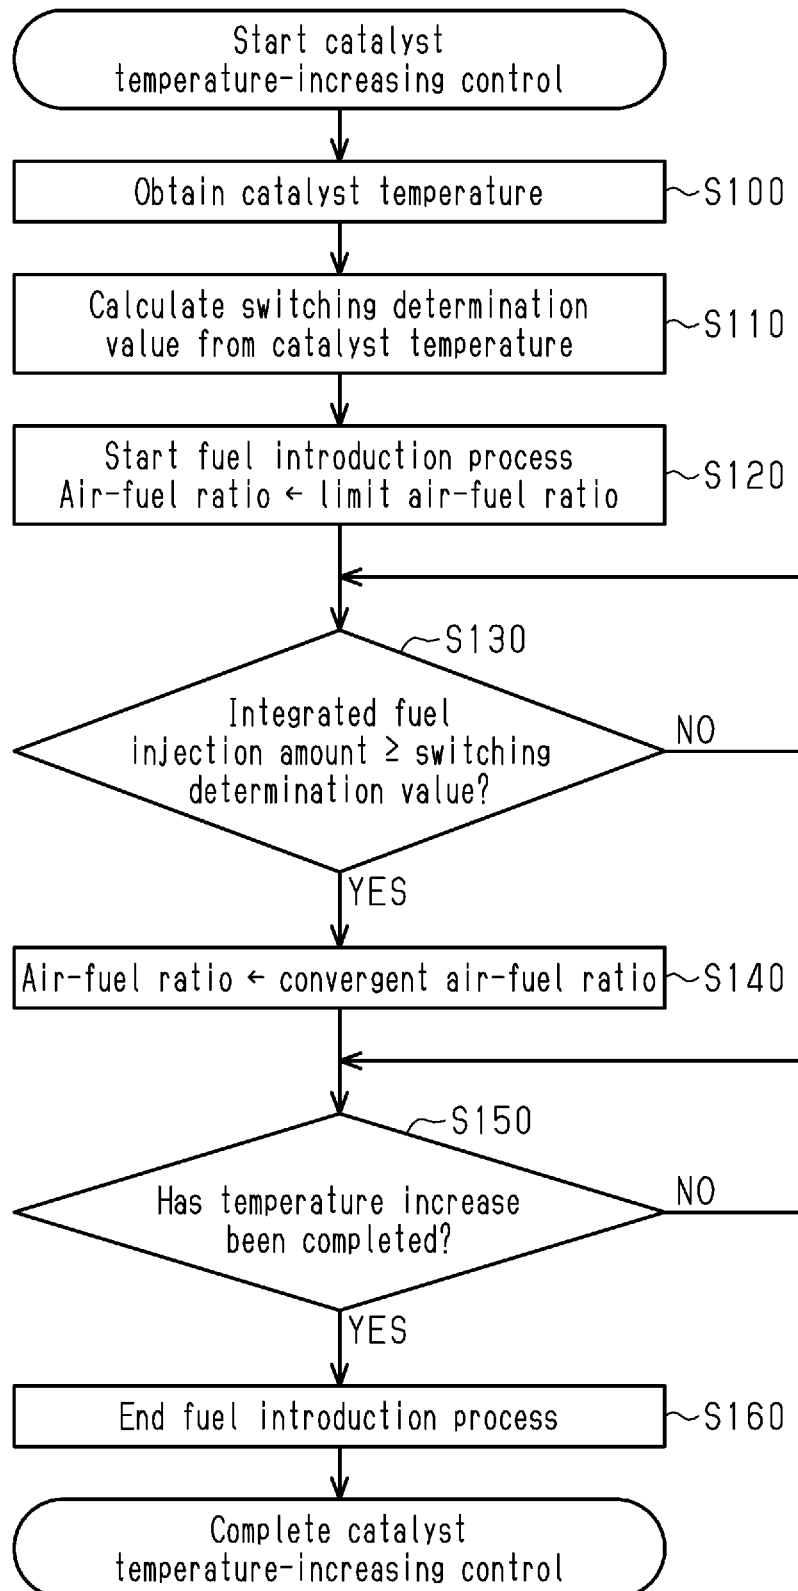 Start catalyst
temperature-increasing control
Obtain catalyst temperature
S100
Calculate switching determination
value from catalyst temperature
S110
Start fuel introduction process
Air-fuel ratio ← limit air-fuel ratio
S120
S130
Integrated fuel
injection amount ≥ switching
determination value?
NO
YES
Air-fuel ratio ← convergent air-fuel ratio
S140
S150
Has temperature increase
been completed?
NO
YES
End fuel introduction process
S160
Complete catalyst
temperature-increasing control